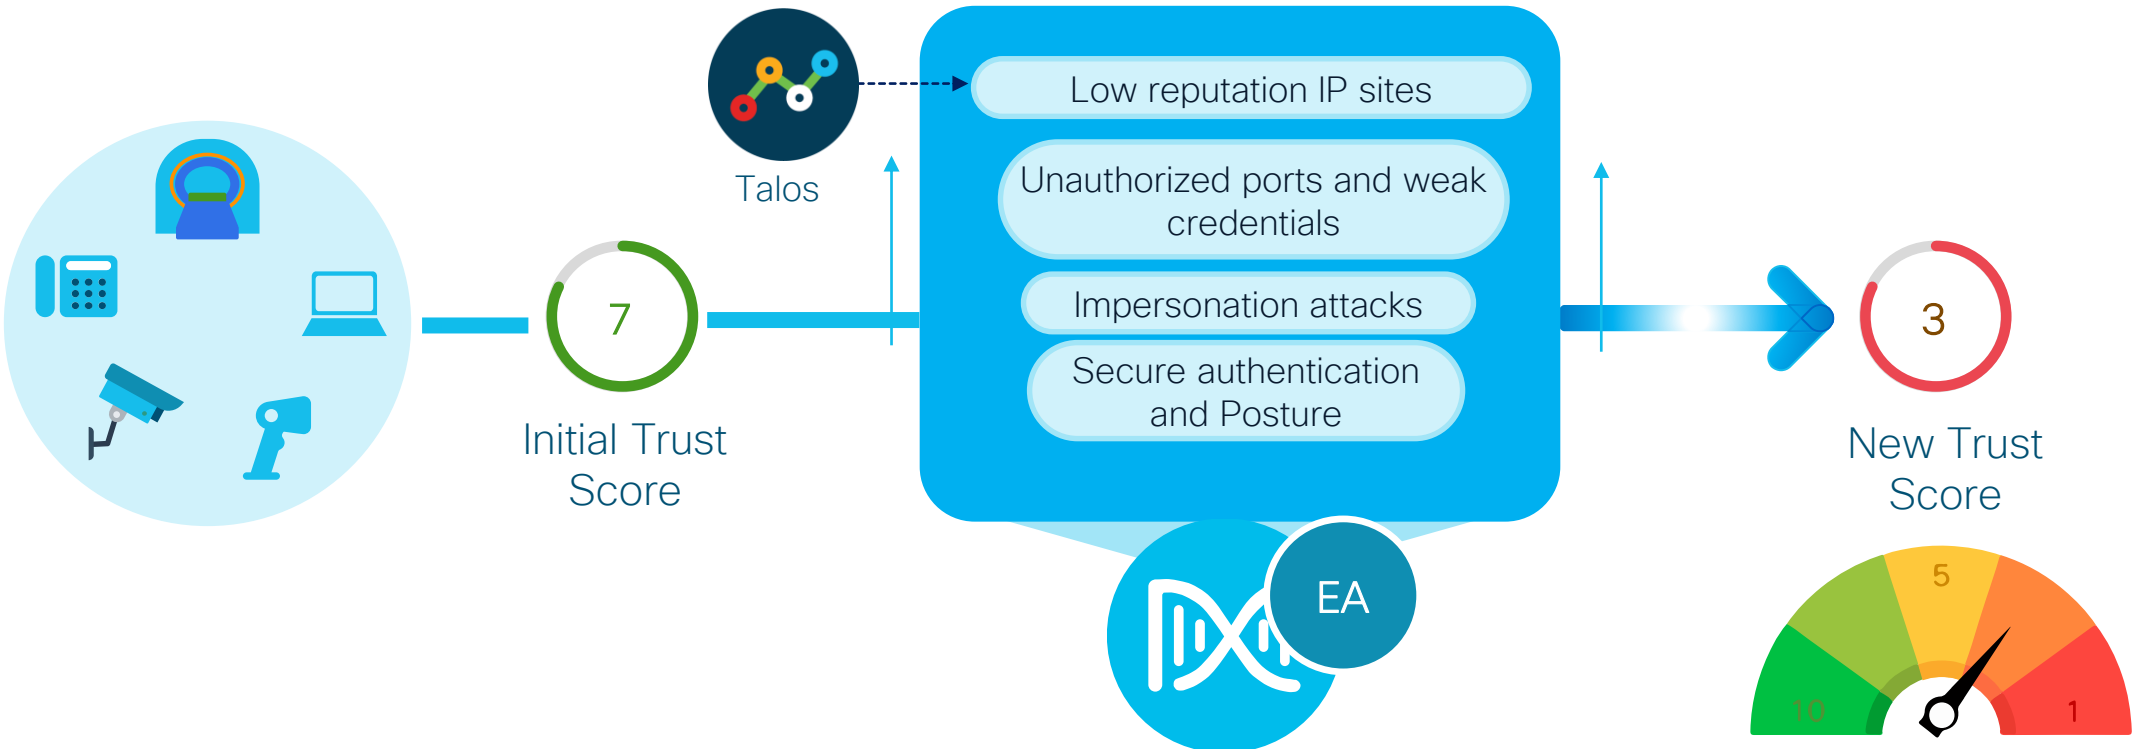 Talos
7
Initial Trust
Score
Low reputation IP sites
Unauthorized ports and weak
credentials
Impersonation attacks
Secure authentication
and Posture
EA
3
New Trust
Score
10
5
1